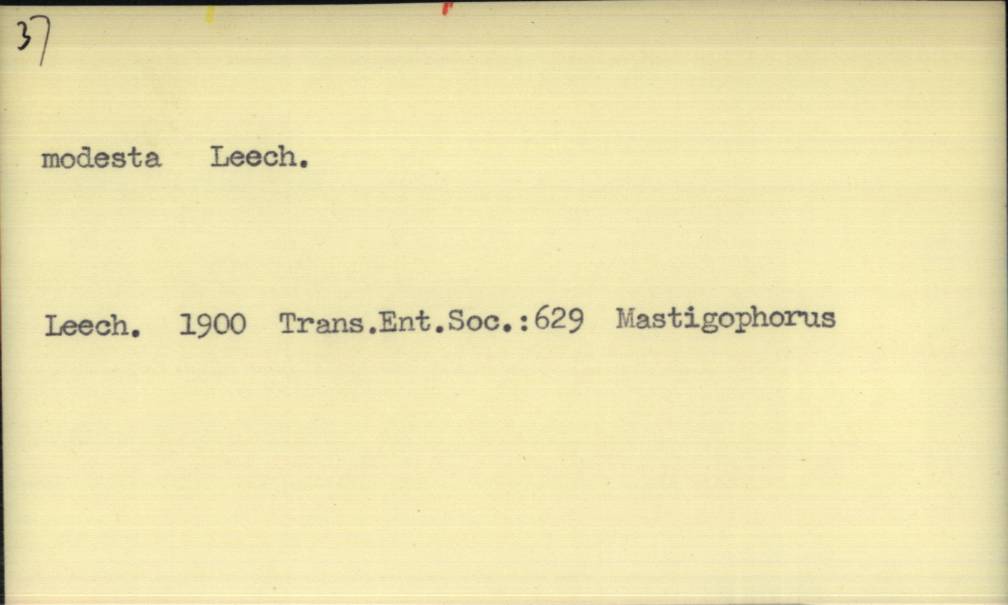 37
modesta Leech.
Leech. 1900 Trans.Ent.Soc.:629 Mastigophorus